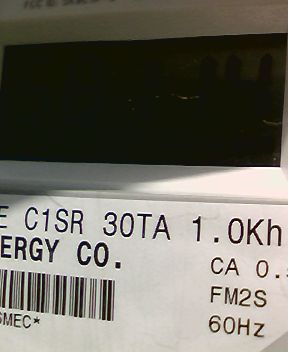 E C1SR 30TA 1.0Kh
ERGY CO.
CA 0.
FM2S
60Hz
SMEC*